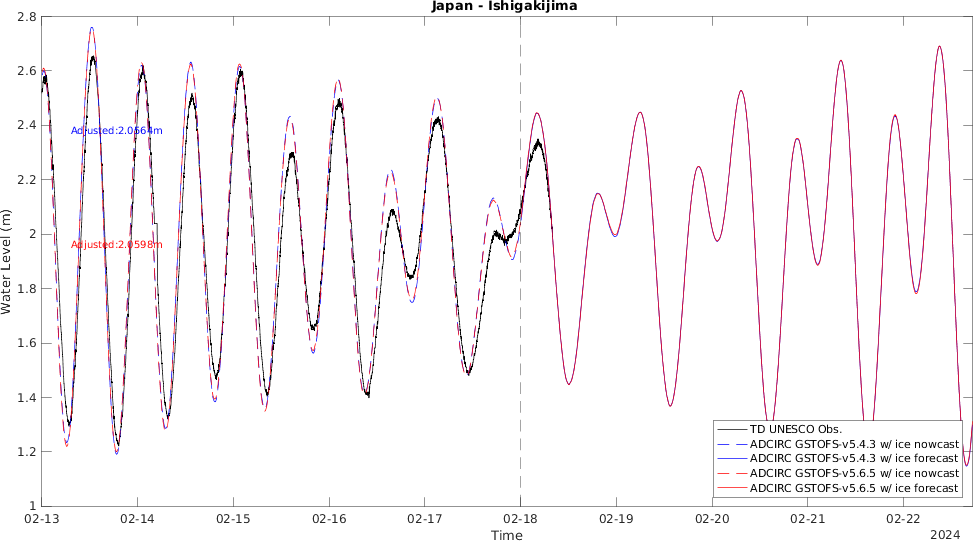 Japan - Ishigakijima
2.8
2.6
2.4
2.2
2
1.8
1.6
1.4
1.2
1
Water Level (m)
Adjusted:2.0564m
Adjusted:2.0598m
TD UNESCO Obs.
ADCIRC GSTOFS-v5.4.3 w/ ice nowcast
ADCIRC GSTOFS-v5.4.3 w/ ice forecast
ADCIRC GSTOFS-v5.6.5 w/ ice nowcast
ADCIRC GSTOFS-v5.6.5 w/ ice forecast
02-13 02-14 02-15 02-16 02-17 02-18 02-19 02-20 02-21 02-22
Time
2024